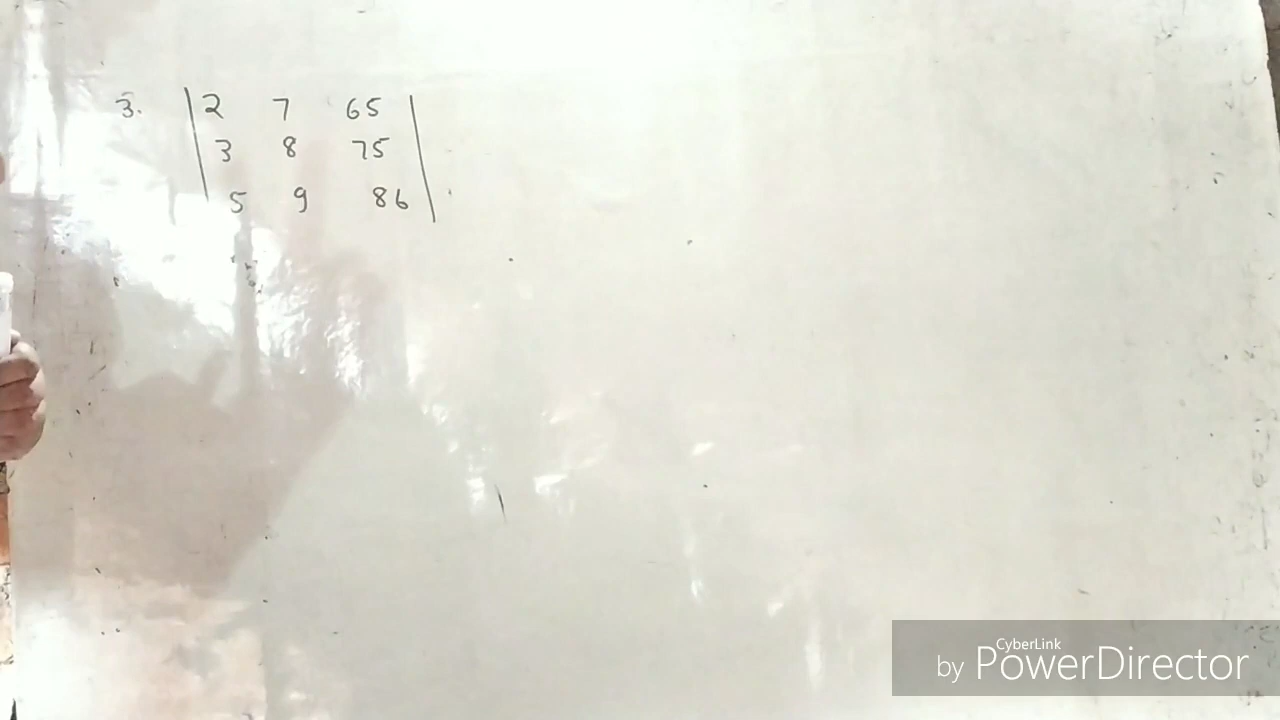 3. | 2 7 65 |
| 3 8 75 |
| 5 9 86 |
CyberLink
by PowerDirector